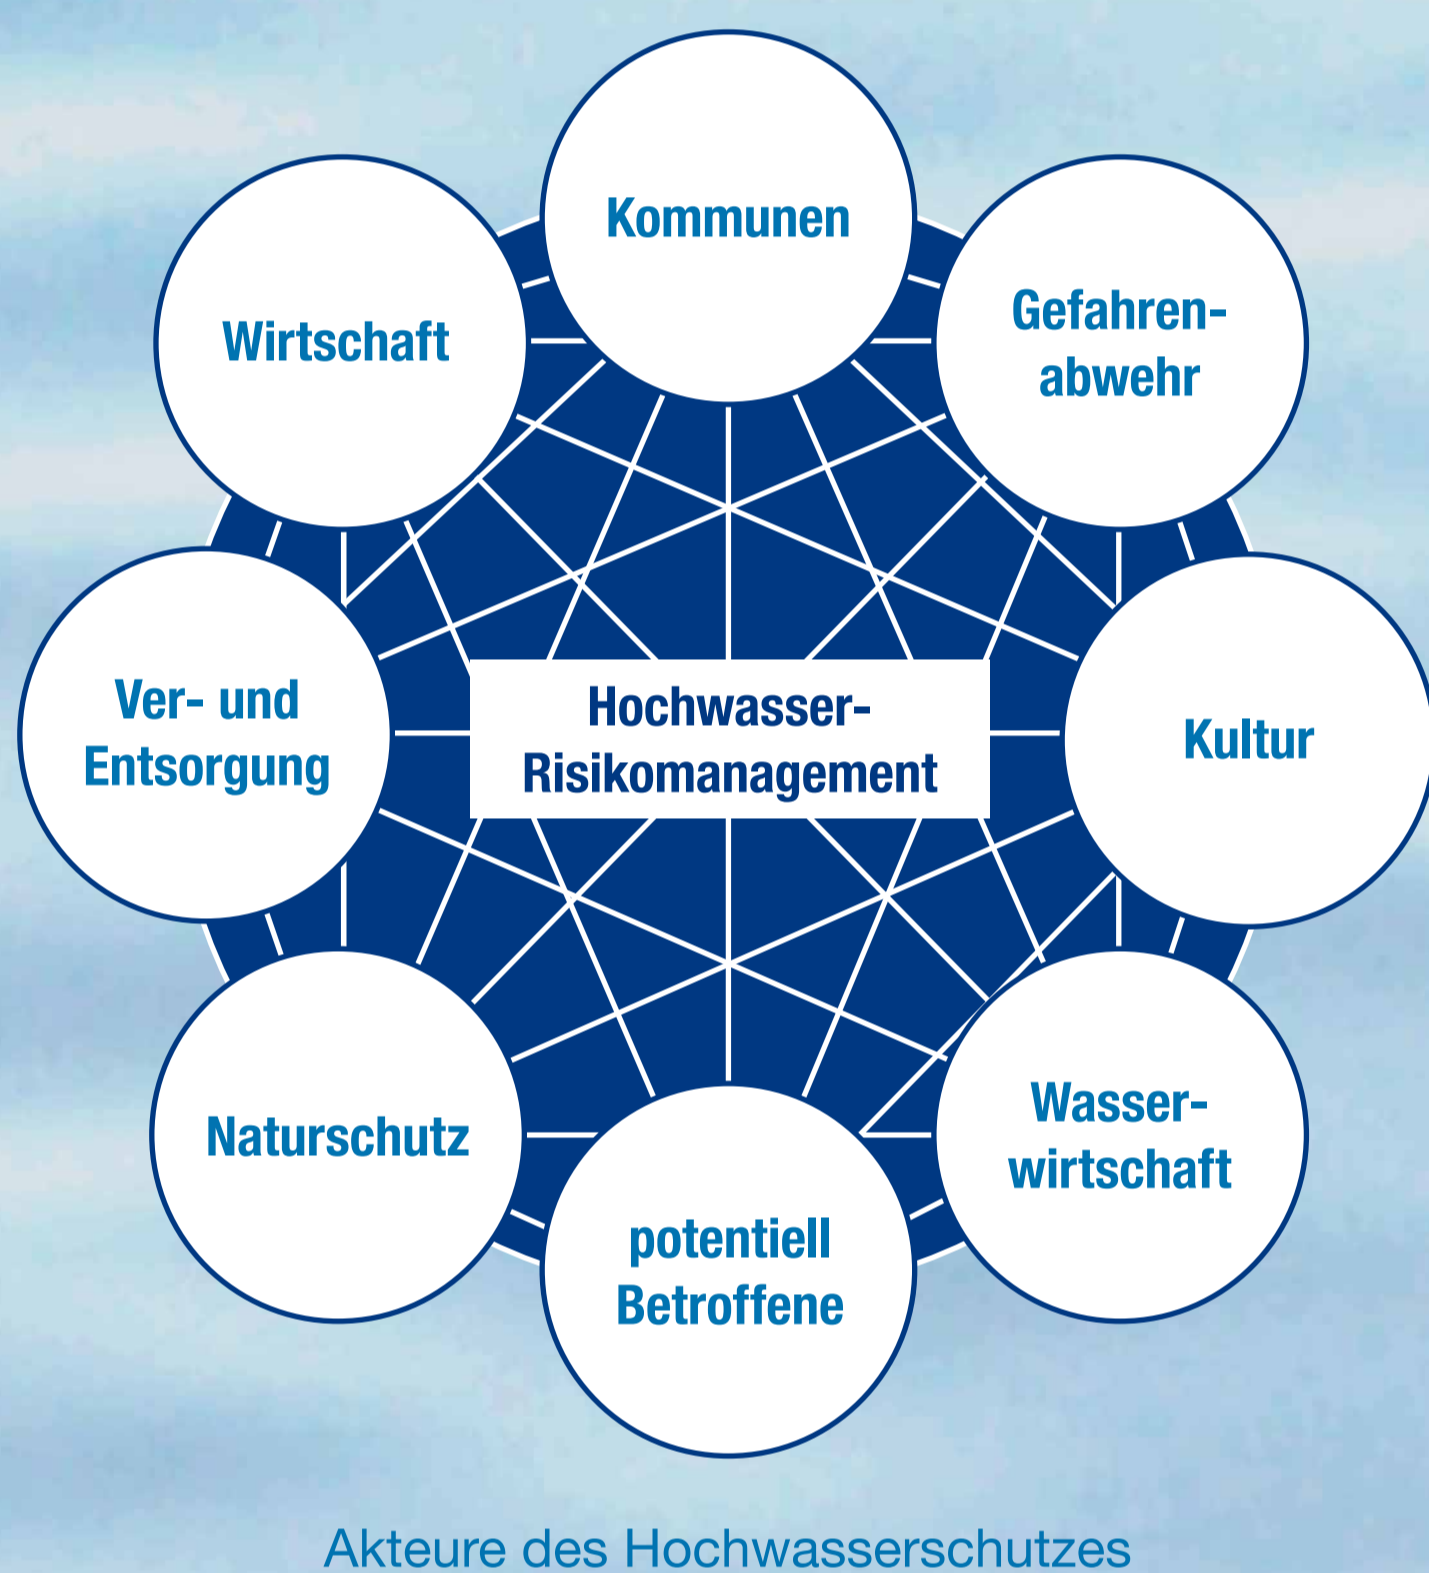 Kommunen
Gefahren-
abwehr
Wirtschaft
Ver- und
Entsorgung
Hochwasser-
Risikomanagement
Kultur
Naturschutz
Wasser-
wirtschaft
potentiell
Betroffene
Akteure des Hochwasserschutzes